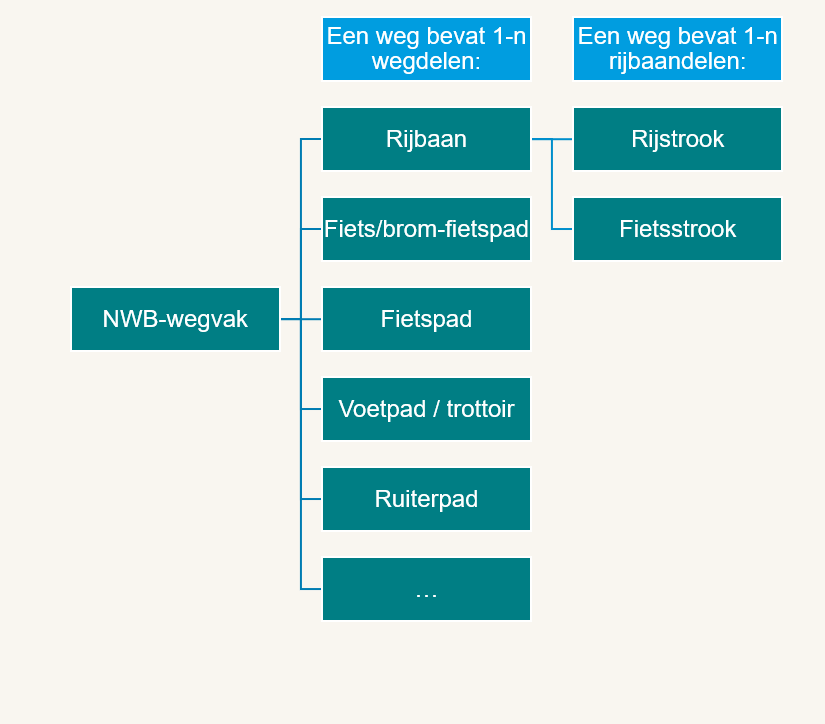 Een weg bevat 1-n
wegdelen:
Een weg bevat 1-n
rijbaandelen:
Rijbaan
Rijstrook
Fiets/brom-fietspad
Fietsstrook
NWB-wegvak
Fietspad
Voetpad / trottoir
Ruiterpad
...